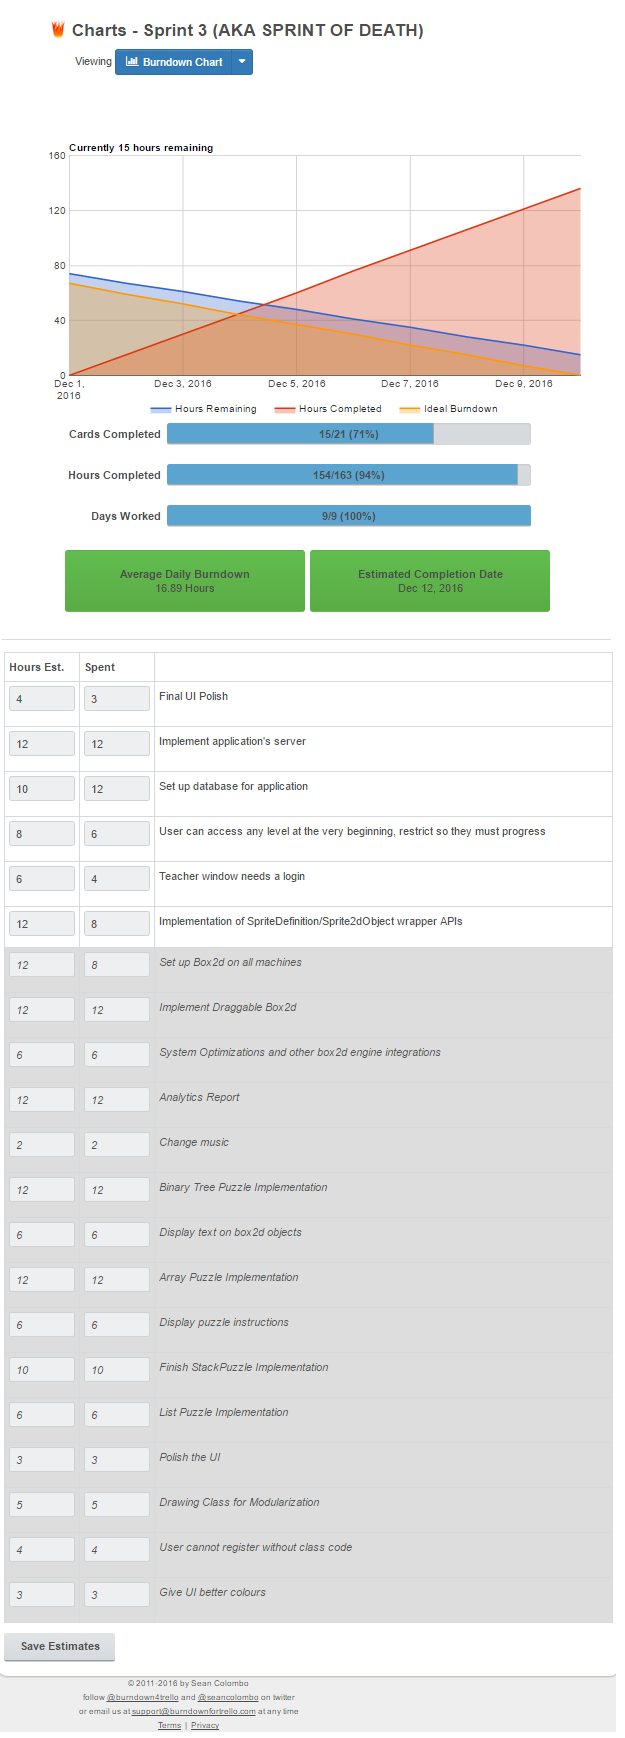 Charts - Sprint 3 (AKA SPRINT OF DEATH)
Viewing Burndown Chart
Currently 15 hours remaining
160
120
80
40
0
Dec 1, 2016 Dec 3, 2016 Dec 5, 2016 Dec 7, 2016 Dec 9, 2016
Hours Remaining Hours Completed Ideal Burndown
Cards Completed 15/21 (71%)
Hours Completed 154/163 (94%)
Days Worked 9/9 (100%)
Average Daily Burndown
16.89 Hours
Estimated Completion Date
Dec 12, 2016
Hours Est. Spent
4 3 Final UI Polish
12 12 Implement application's server
10 12 Set up database for application
8 6 User can access any level at the very beginning, restrict so they must progress
6 4 Teacher window needs a login
12 8 Implementation of SpriteDefinition/Sprite2dObject wrapper APIs
12 8 Set up Box2d on all machines
12 12 Implement Draggable Box2d
6 6 System Optimizations and other box2d engine integrations
12 12 Analytics Report
2 2 Change music
12 12 Binary Tree Puzzle Implementation
6 6 Display text on box2d objects
12 12 Array Puzzle Implementation
6 6 Display puzzle instructions
10 10 Finish StackPuzzle Implementation
6 6 List Puzzle Implementation
3 3 Polish the UI
5 5 Drawing Class for Modularization
4 4 User cannot register without class code
3 3 Give UI better colours
Save Estimates
© 2011-2016 by Sean Colombo
follow @burndown4trello and @seancolombo on twitter
or email us at support@burndownfortrello.com at any time
Terms | Privacy